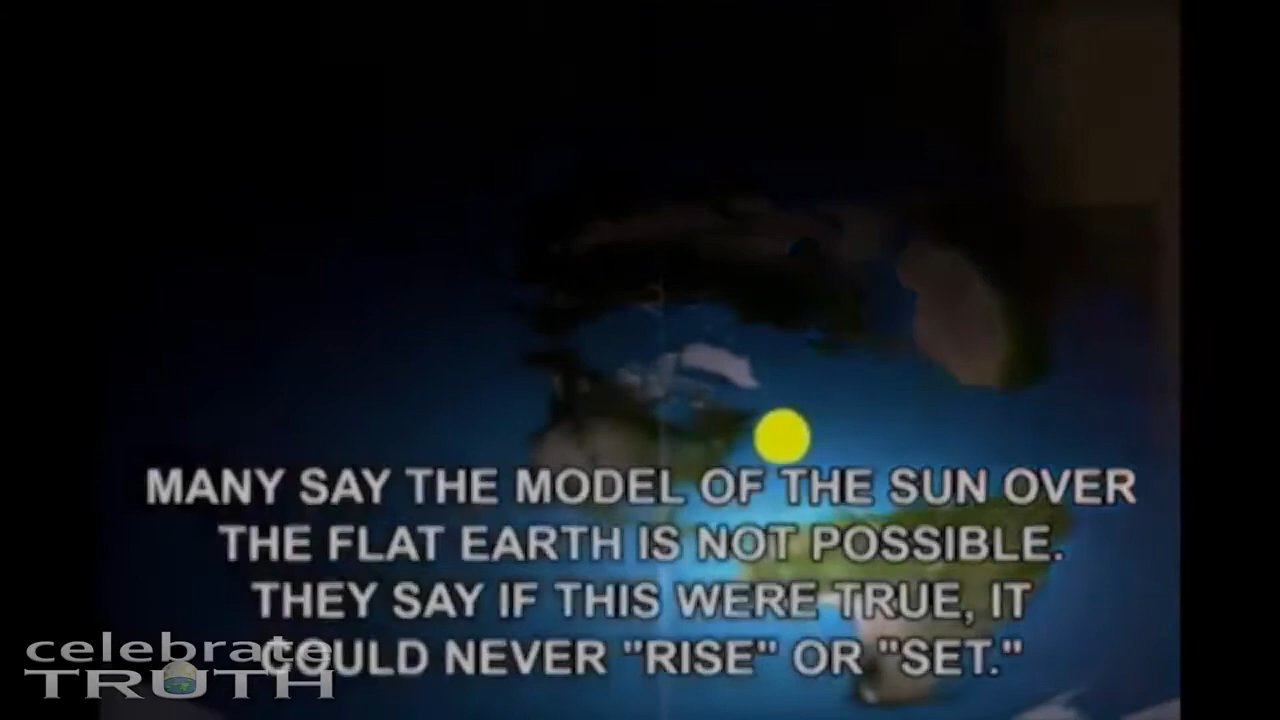 MANY SAY THE MODEL OF THE SUN OVER
THE FLAT EARTH IS NOT POSSIBLE.
THEY SAY IF THIS WERE TRUE, IT
COULD NEVER "RISE" OR "SET."
celebrate
TRUTH